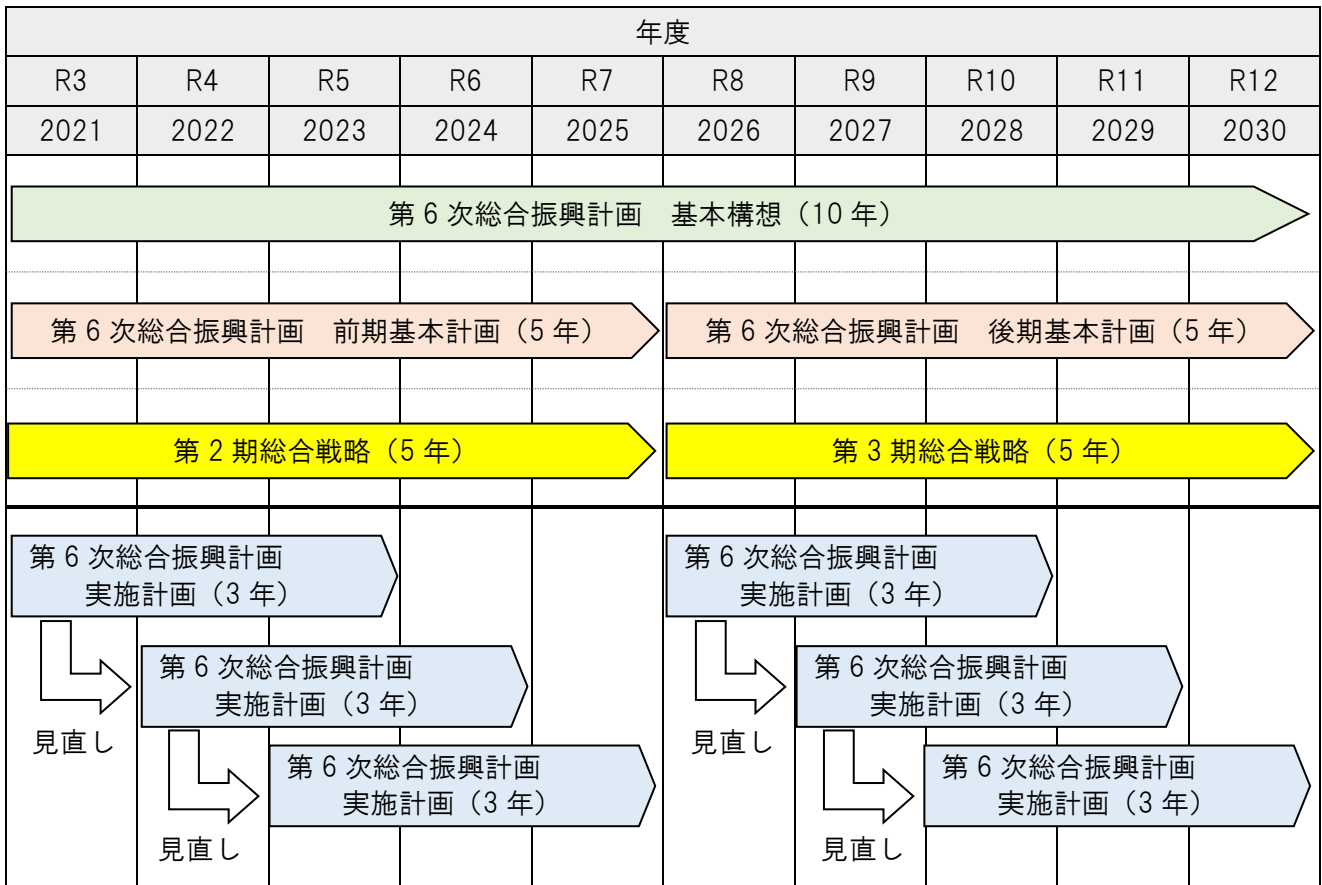 年度
R3 R4 R5 R6 R7 R8 R9 R10 R11 R12
2021 2022 2023 2024 2025 2026 2027 2028 2029 2030
第6次総合振興計画　基本構想（10年）
第6次総合振興計画　前期基本計画（5年） 第6次総合振興計画　後期基本計画（5年）
第2期総合戦略（5年） 第3期総合戦略（5年）
第6次総合振興計画
実施計画（3年）
見直し
第6次総合振興計画
実施計画（3年）
見直し
第6次総合振興計画
実施計画（3年）
第6次総合振興計画
実施計画（3年）
見直し
第6次総合振興計画
実施計画（3年）
見直し
第6次総合振興計画
実施計画（3年）